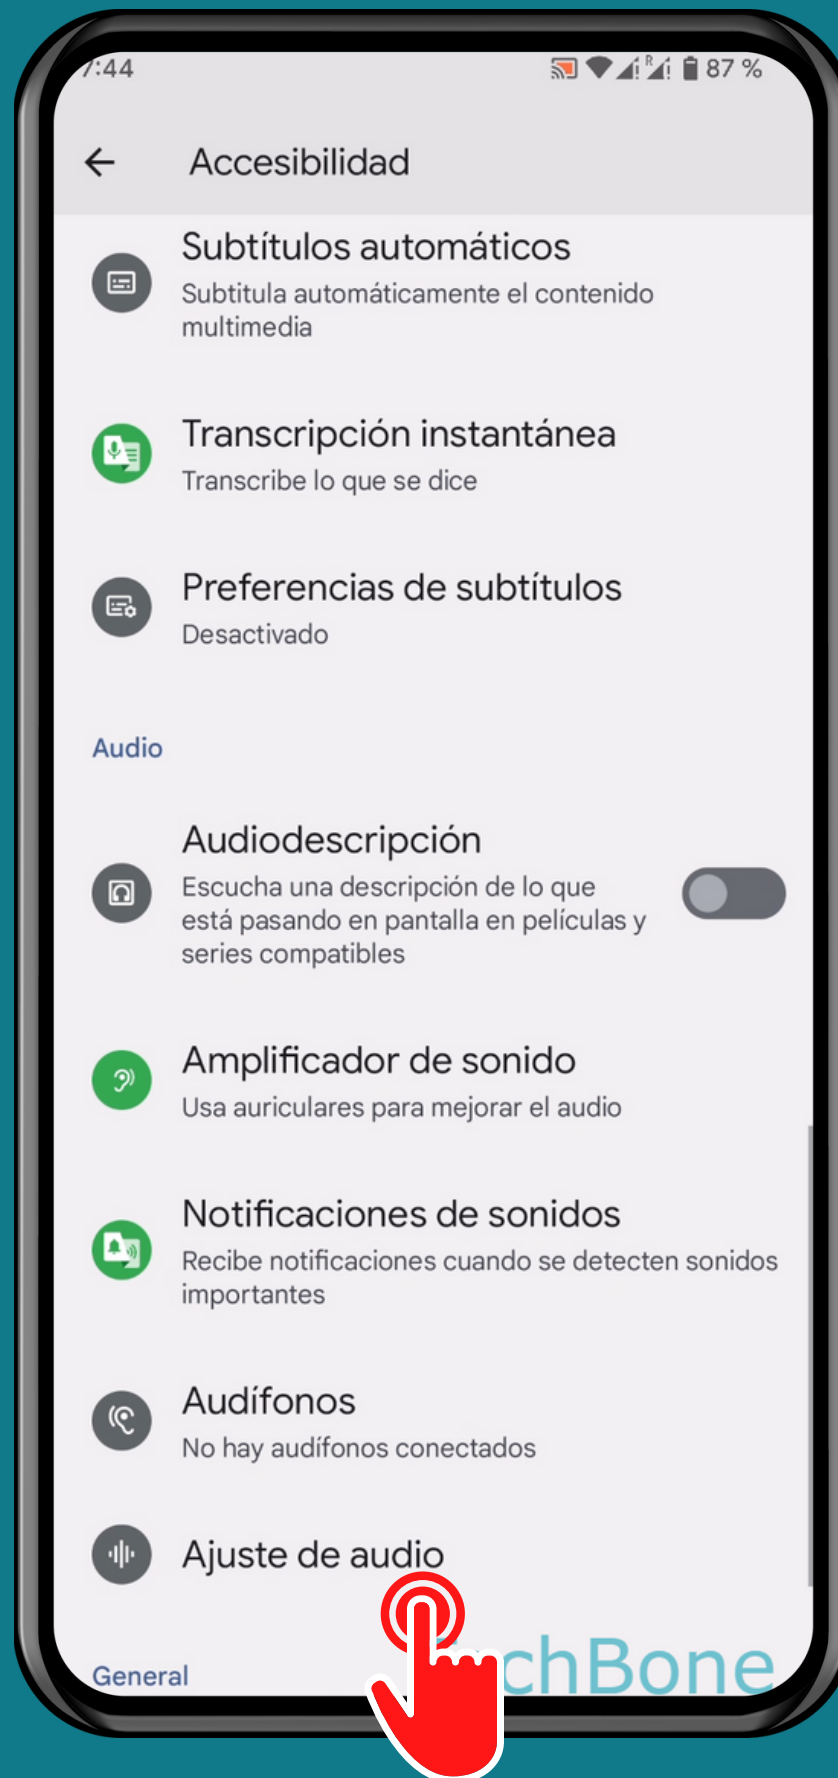 7:44
R
87 %
Accesibilidad
Subtítulos automáticos
Subtitula automáticamente el contenido
multimedia
Transcripción instantánea
Transcribe lo que se dice
Preferencias de subtítulos
Desactivado
Audio
Audiodescripción
Escucha una descripción de lo que
está pasando en pantalla en películas y
series compatibles
Amplificador de sonido
Usa auriculares para mejorar el audio
Notificaciones de sonidos
Recibe notificaciones cuando se detecten sonidos
importantes
Audífonos
No hay audífonos conectados
Ajuste de audio
General